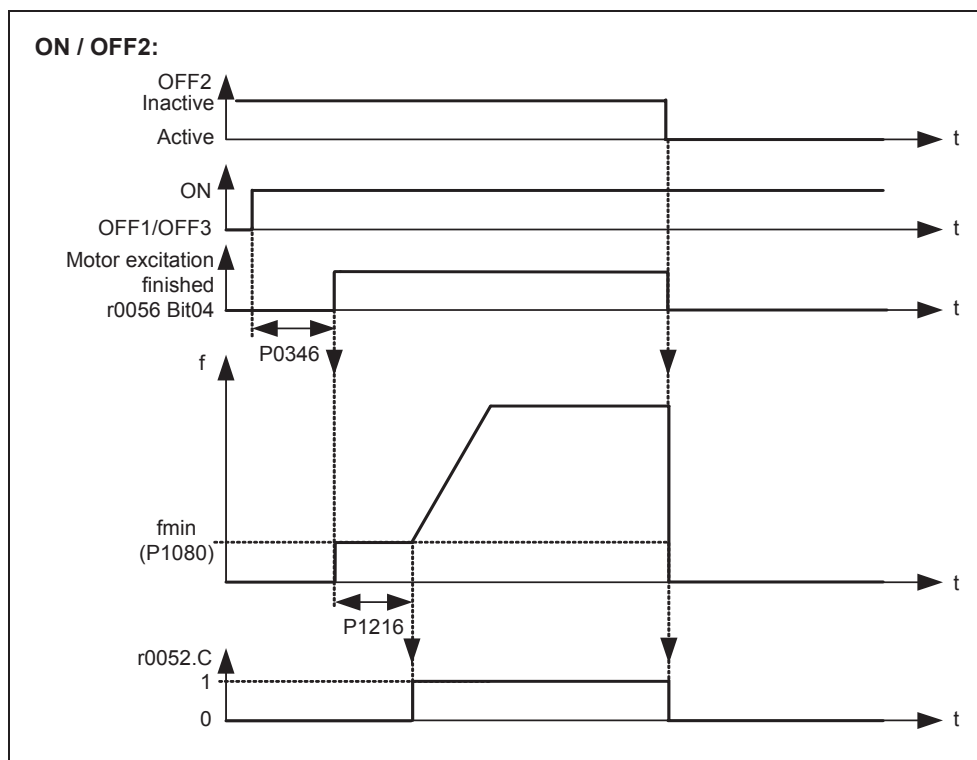 ON / OFF2:
OFF2
Inactive
Active
t
ON
OFF1/OFF3
t
Motor excitation
finished
r0056 Bit04
t
P0346
f
fmin
(P1080)
t
P1216
r0052.C
1
0
t